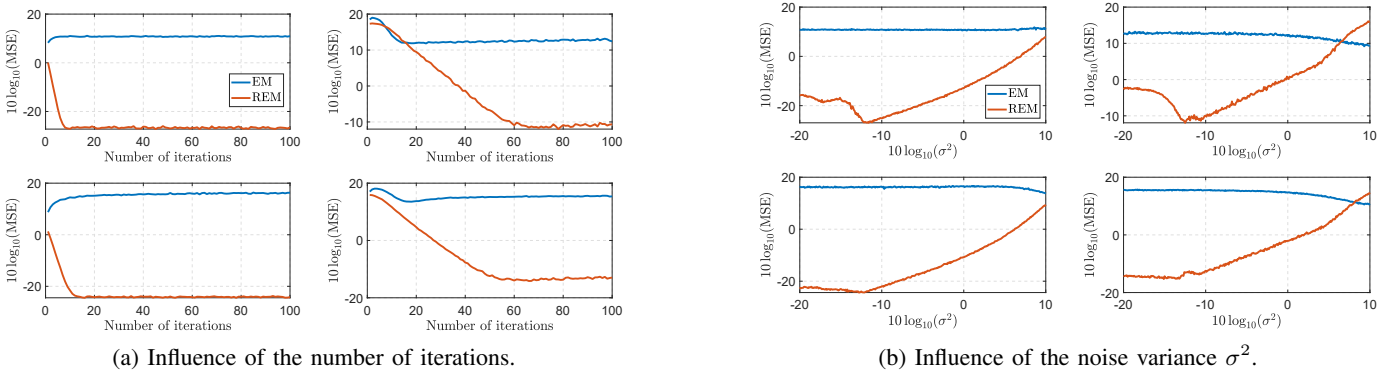 20
0
-20
10 log₁₀(MSE)
EM
REM
0 20 40 60 80 100
Number of iterctions
20
10
0
-10
10 log₁₀(MSE)
0 20 40 60 80 100
Number of iterctions
20
0
-20
10 log₁₀(MSE)
0 20 40 60 80 100
Number of iterctions
20
0
-20
10 log₁₀(MSE)
0 20 40 60 80 100
Number of iterctions
(a) Influence of the number of iterations.
20
0
-20
10 log₁₀(MSE)
EM
REM
-20 -10 0 10
10 log₁₀(σ²)
20
10
0
-10
10 log₁₀(MSE)
-20 -10 0 10
10 log₁₀(σ²)
20
0
-20
10 log₁₀(MSE)
-20 -10 0 10
10 log₁₀(σ²)
20
0
-20
10 log₁₀(MSE)
-20 -10 0 10
10 log₁₀(σ²)
(b) Influence of the noise variance σ².